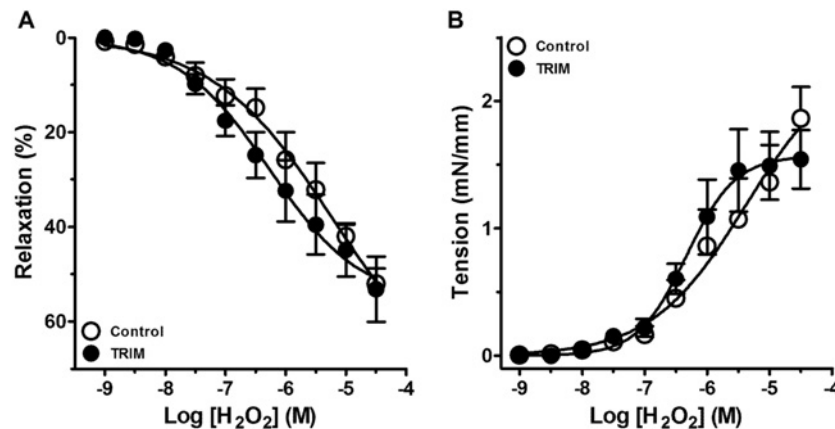 A
0
20
40
60
Relaxation (%)
Control
TRIM
-9 -8 -7 -6 -5 -4
Log [H₂O₂] (M)
B
Control
TRIM
2
1
0
Tension (mN/mm)
-9 -8 -7 -6 -5 -4
Log [H₂O₂] (M)